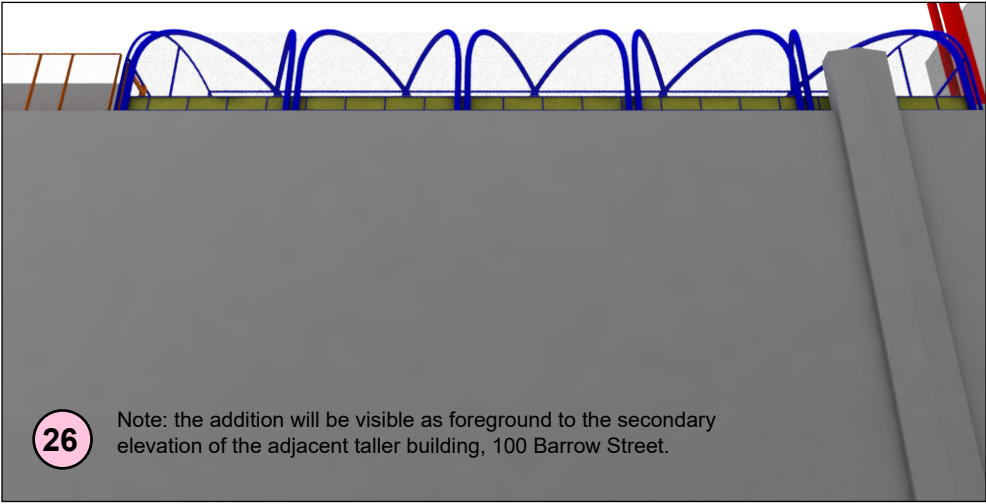 26
Note: the addition will be visible as foreground to the secondary
elevation of the adjacent taller building, 100 Barrow Street.